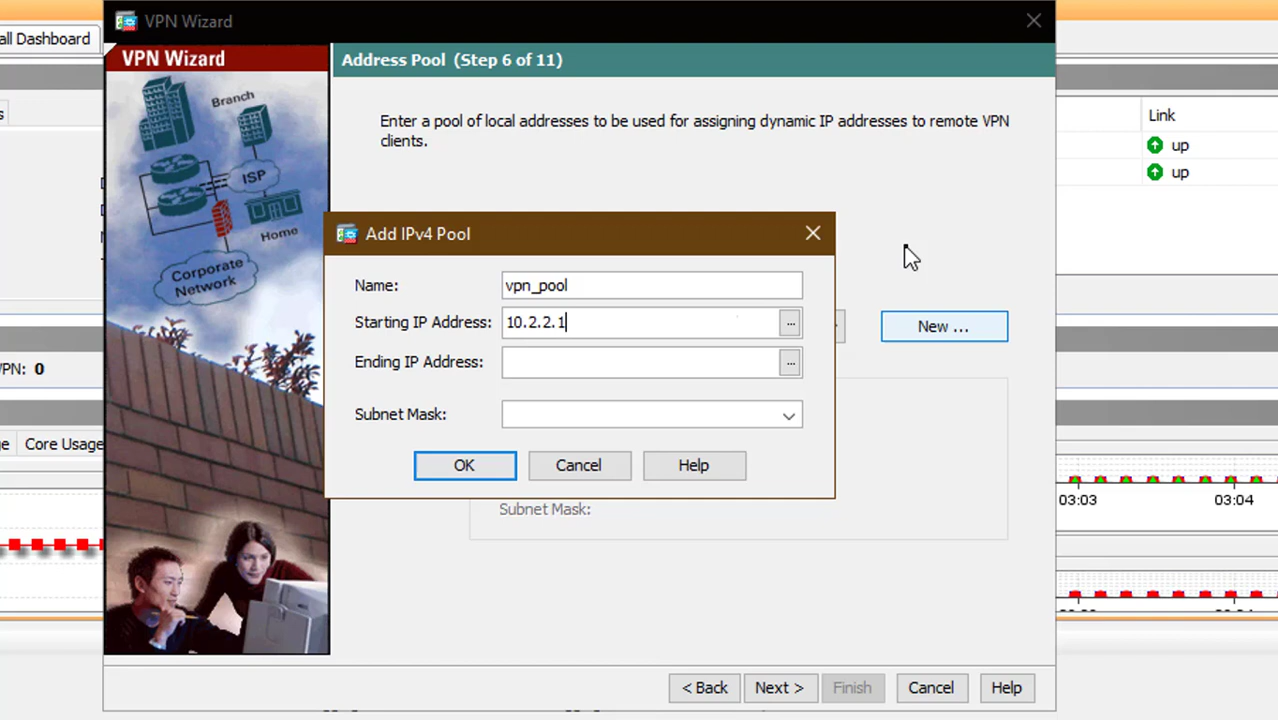 VPN Wizard
all Dashboard
VPN Wizard
Address Pool (Step 6 of 11)
Branch
ISP
Home
Corporate
Network
Enter a pool of local addresses to be used for assigning dynamic IP addresses to remote VPN
clients.
Link
up
up
Add IPv4 Pool
Name: vpn_pool
Starting IP Address: 10.2.2.1 ...
New ...
Ending IP Address: ...
VPN: 0
Subnet Mask:
Core Usage
OK Cancel Help
Subnet Mask:
03:03 03:04
< Back Next > Finish Cancel Help